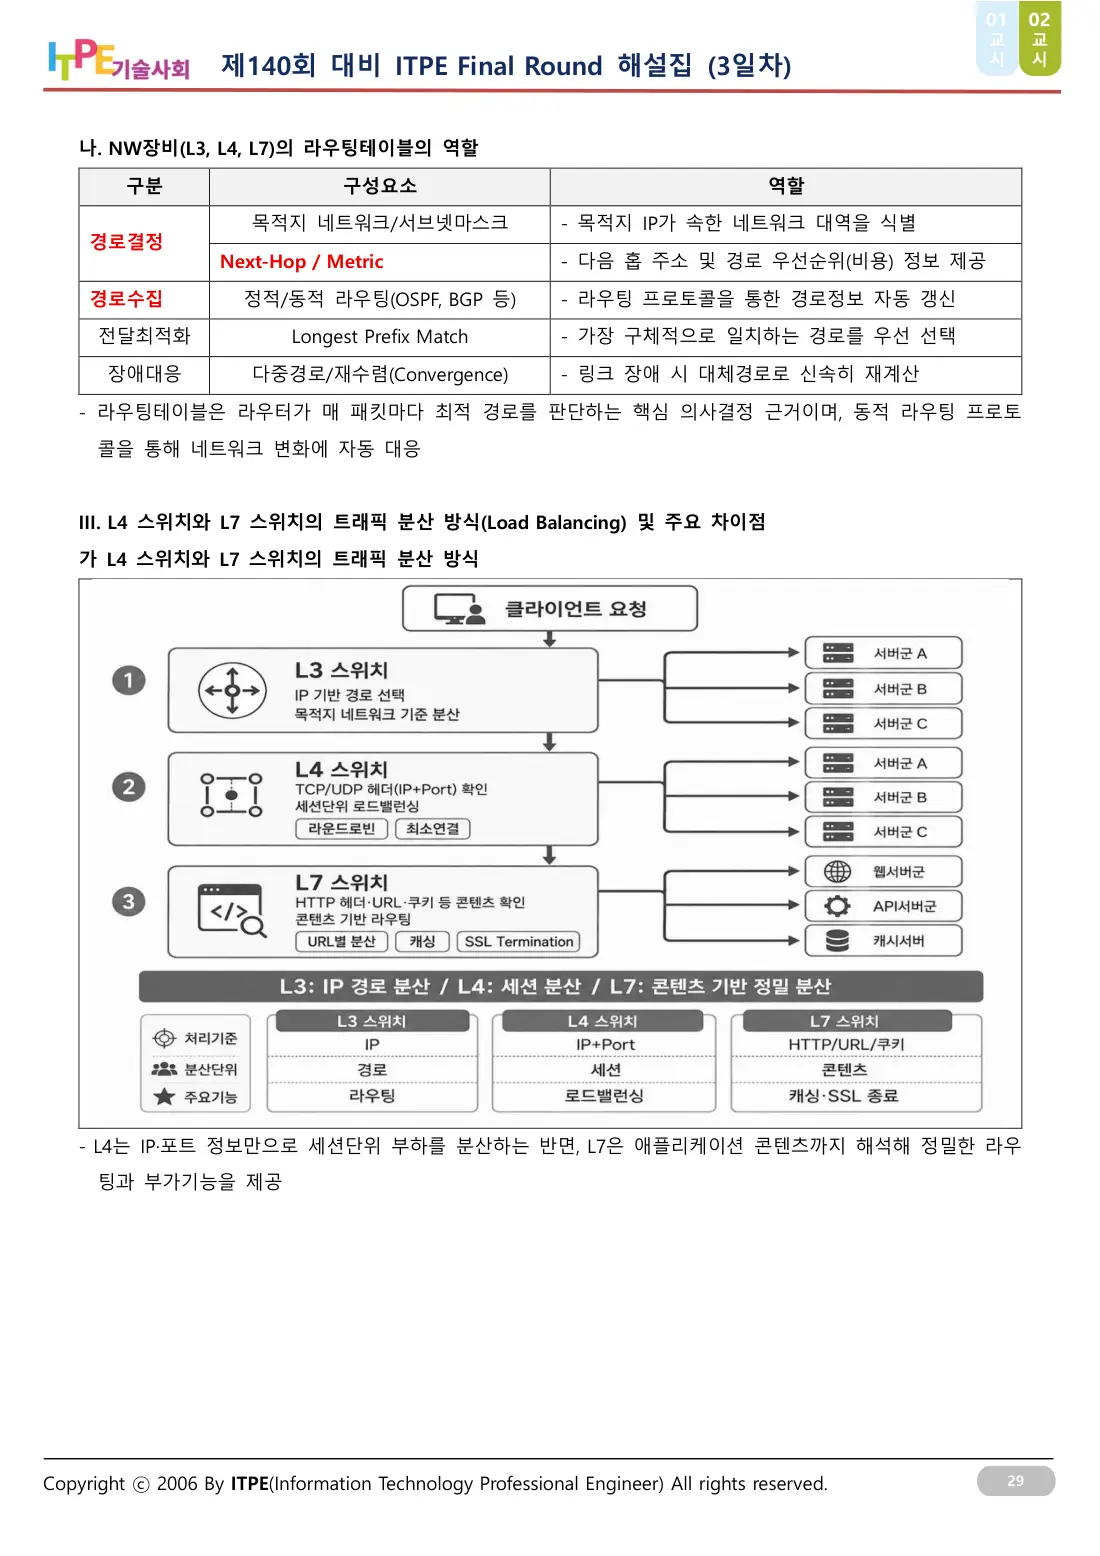 01
교
시
02
교
시
ITPE기술사회 제140회 대비 ITPE Final Round 해설집 (3일차)
나. NW장비(L3, L4, L7)의 라우팅테이블의 역할
구분 구성요소 역할
경로결정 목적지 네트워크/서브넷마스크 - 목적지 IP가 속한 네트워크 대역을 식별
Next-Hop / Metric - 다음 홉 주소 및 경로 우선순위(비용) 정보 제공
경로수집 정적/동적 라우팅(OSPF, BGP 등) - 라우팅 프로토콜을 통한 경로정보 자동 갱신
전달최적화 Longest Prefix Match - 가장 구체적으로 일치하는 경로를 우선 선택
장애대응 다중경로/재수렴(Convergence) - 링크 장애 시 대체경로로 신속히 재계산
- 라우팅테이블은 라우터가 매 패킷마다 최적 경로를 판단하는 핵심 의사결정 근거이며, 동적 라우팅 프로토
콜을 통해 네트워크 변화에 자동 대응
III. L4 스위치와 L7 스위치의 트래픽 분산 방식(Load Balancing) 및 주요 차이점
가 L4 스위치와 L7 스위치의 트래픽 분산 방식
클라이언트 요청
1
L3 스위치
IP 기반 경로 선택
목적지 네트워크 기준 분산
서버군 A
서버군 B
서버군 C
2
L4 스위치
TCP/UDP 헤더(IP+Port) 확인
세션단위 로드밸런싱
라운드로빈 최소연결
서버군 A
서버군 B
서버군 C
3
L7 스위치
HTTP 헤더·URL·쿠키 등 콘텐츠 확인
콘텐츠 기반 라우팅
URL별 분산 캐싱 SSL Termination
웹서버군
API서버군
캐시서버
L3: IP 경로 분산 / L4: 세션 분산 / L7: 콘텐츠 기반 정밀 분산
L3 스위치 L4 스위치 L7 스위치
처리기준 IP IP+Port HTTP/URL/쿠키
분산단위 경로 세션 콘텐츠
주요기능 라우팅 로드밸런싱 캐싱·SSL 종료
- L4는 IP·포트 정보만으로 세션단위 부하를 분산하는 반면, L7은 애플리케이션 콘텐츠까지 해석해 정밀한 라우
팅과 부가기능을 제공
Copyright ⓒ 2006 By ITPE(Information Technology Professional Engineer) All rights reserved.
29